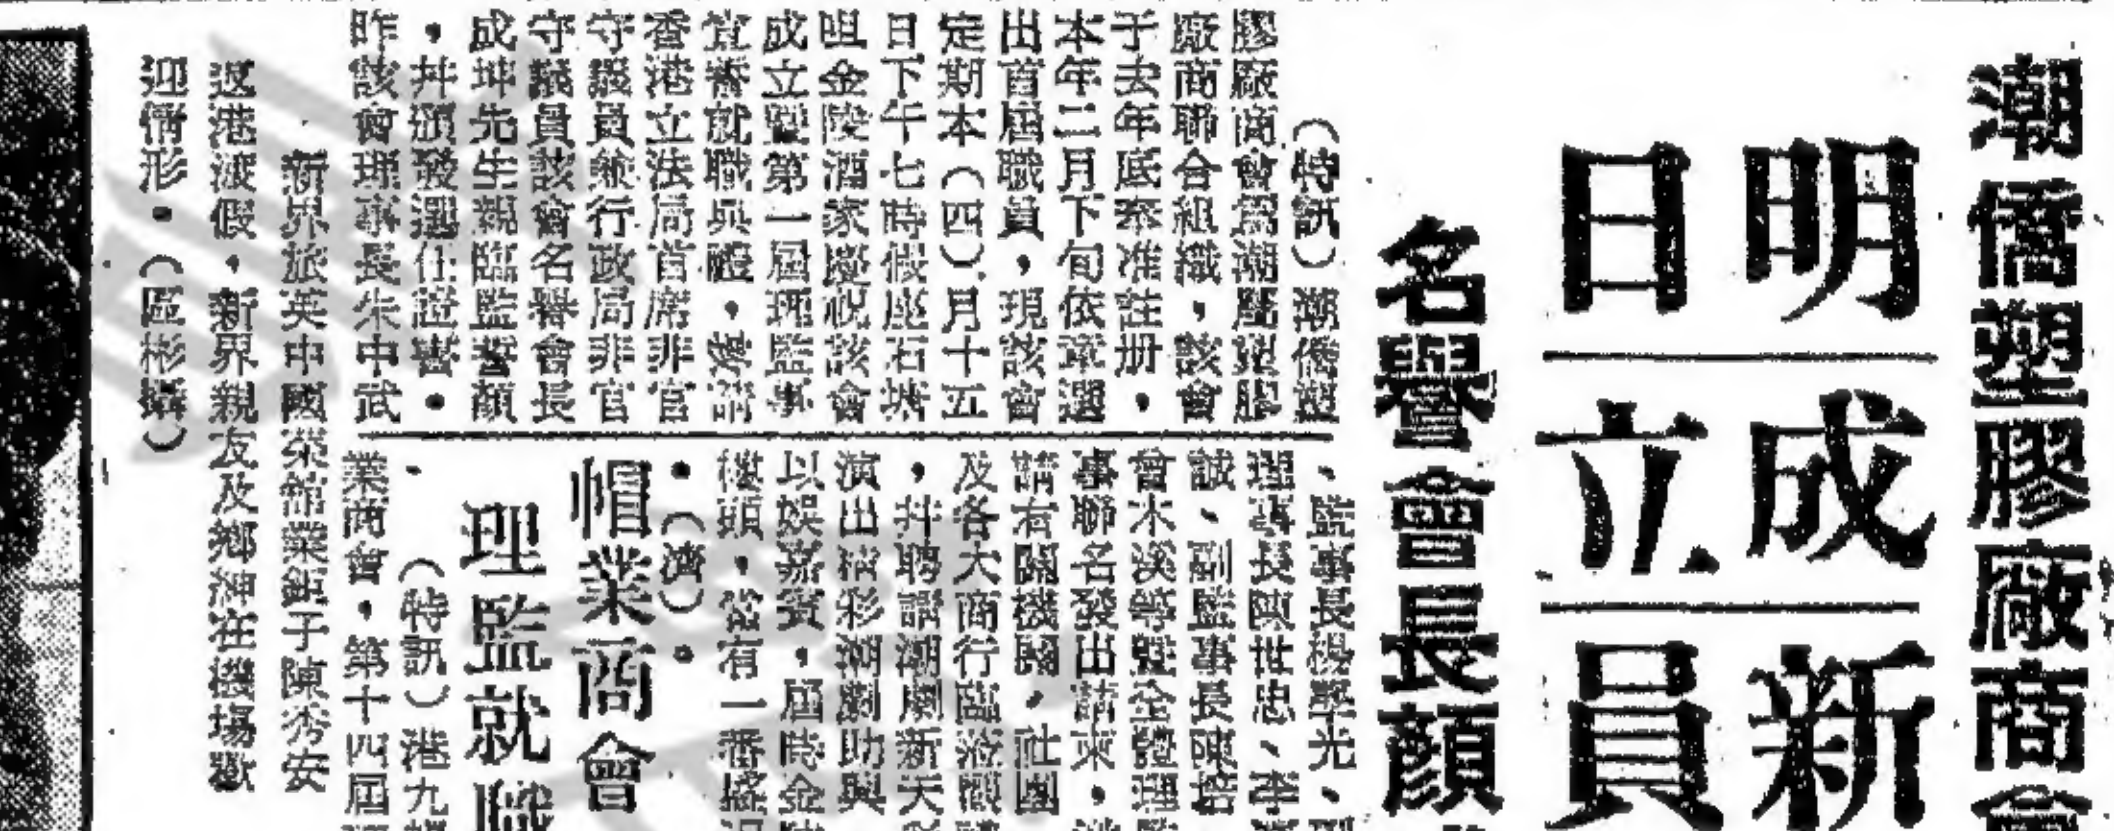 潮僑塑膠廠商會
明日
成立
新員
名譽會長顏
(特訊)潮僑塑
膠廠商會為潮屬塑膠
廠商聯合組織,該會
于去年底奉准註册,
本年二月下旬依章選
出首屆職員,現該會
定期本(四)月十五
日下午七時假座石塘
咀金陵酒家慶祝該會
成立暨第一屆理監事
宣誓就職典禮,娛請
香港立法局首席非官
守議員兼行政局非官
守議員該會名譽會長
成坤先生親臨監誓顏
,并頒發選任證書。
昨該會理事長朱中武
、監事長楊聖光、副
理事長陳世忠、李
誠、副監事長陳培
會木溪等暨全體理監
事聯名發出請柬,
請有關機關,社團
及各大商行臨蒞觀
,并聘請潮劇新天彩
演出精彩潮劇助興
以娛嘉賓,屆時金陵
樓頭,當有一番盛況
。(濟)。
帽業商會
理監就職
(特訊)港九
業商會,第十四屆
新界旅英中國菜館業鉅子陳秀安
返港渡假,新界親友及鄉紳在機場歡
迎情形。(區彬攝)